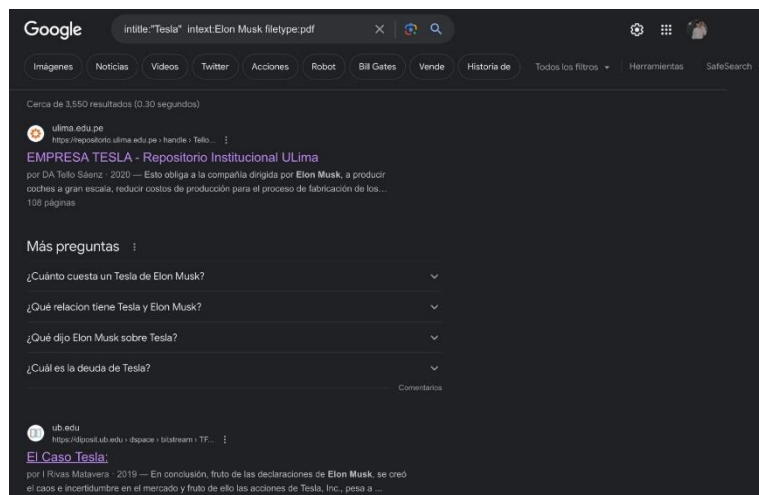 Google
intitle:"Tesla" intext:Elon Musk filetype:pdf
Imágenes Noticias Videos Twitter Acciones Robot Bill Gates Vende Historia de Todos los filtros Herramientas SafeSearch
Cerca de 3,550 resultados (0.30 segundos)
ulima.edu.pe
https://repositorio.ulima.edu.pe › handle › Tello...
EMPRESA TESLA - Repositorio Institucional ULima
por DA Tello Sáenz · 2020 — Esto obliga a la compañía dirigida por Elon Musk, a producir
coches a gran escala, reducir costos de producción para el proceso de fabricación de los...
108 páginas
Más preguntas
¿Cuánto cuesta un Tesla de Elon Musk?
¿Qué relacion tiene Tesla y Elon Musk?
¿Qué dijo Elon Musk sobre Tesla?
¿Cuál es la deuda de Tesla?
Comentarios
ub.edu
https://diposit.ub.edu › dspace › bitstream › TF...
El Caso Tesla:
por I Rivas Matavera · 2019 — En conclusión, fruto de las declaraciones de Elon Musk, se creó
el caos e incertidumbre en el mercado y fruto de ello las acciones de Tesla, Inc., pesa a ...